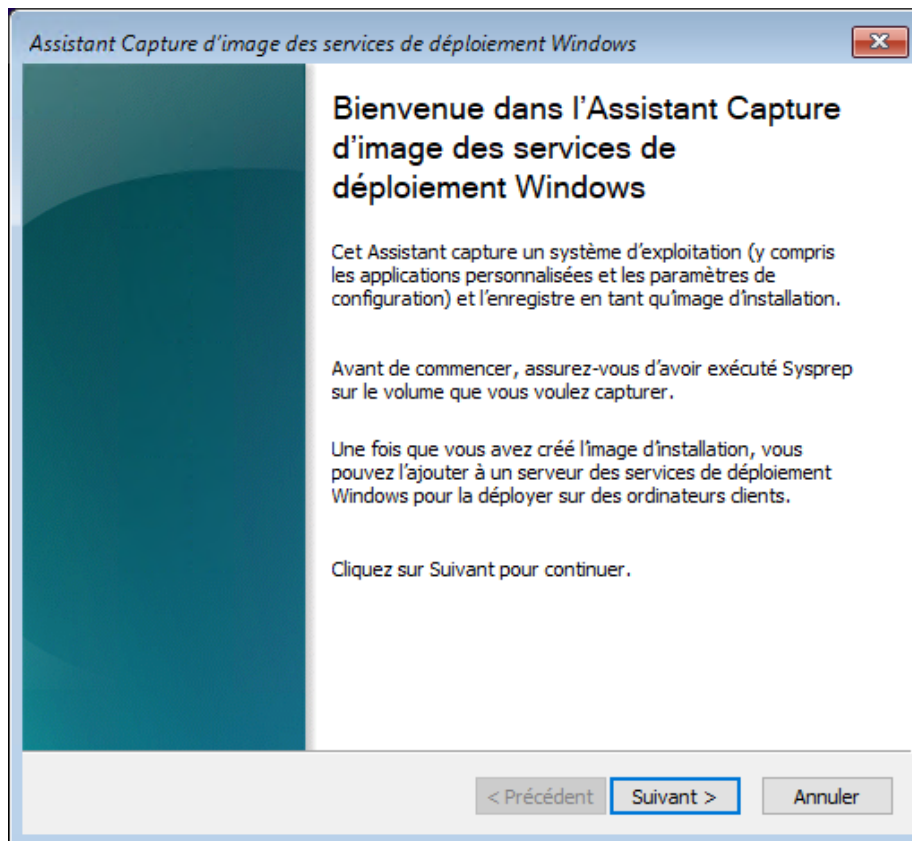 Assistant Capture d’image des services de déploiement Windows
Bienvenue dans l’Assistant Capture
d’image des services de
déploiement Windows
Cet Assistant capture un système d’exploitation (y compris
les applications personnalisées et les paramètres de
configuration) et l’enregistre en tant qu’image d’installation.
Avant de commencer, assurez-vous d’avoir exécuté Sysprep
sur le volume que vous voulez capturer.
Une fois que vous avez créé l’image d’installation, vous
pouvez l’ajouter à un serveur des services de déploiement
Windows pour la déployer sur des ordinateurs clients.
Cliquez sur Suivant pour continuer.
< Précédent Suivant > Annuler